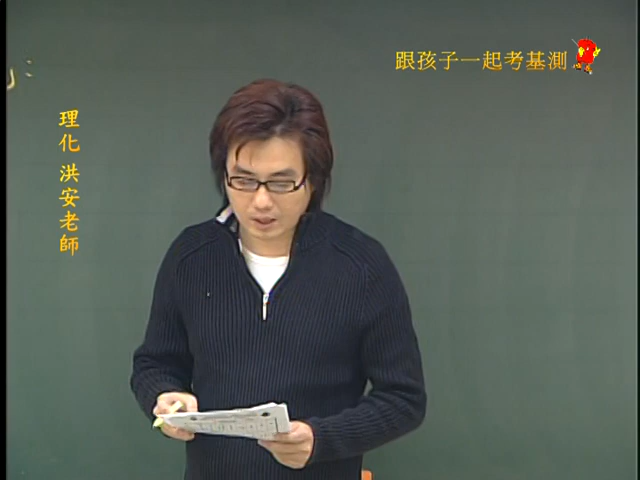 跟孩子一起考基測
理化 洪安老師